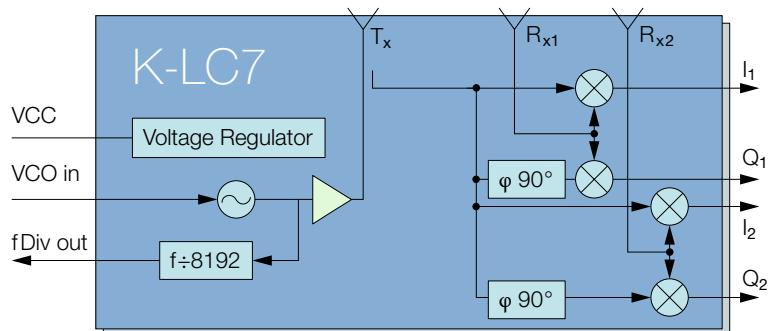 K-LC7
Tx
Rx1
Rx2
I1
VCC
Voltage Regulator
VCO in
φ 90°
Q1
I2
fDiv out
f÷8192
φ 90°
Q2